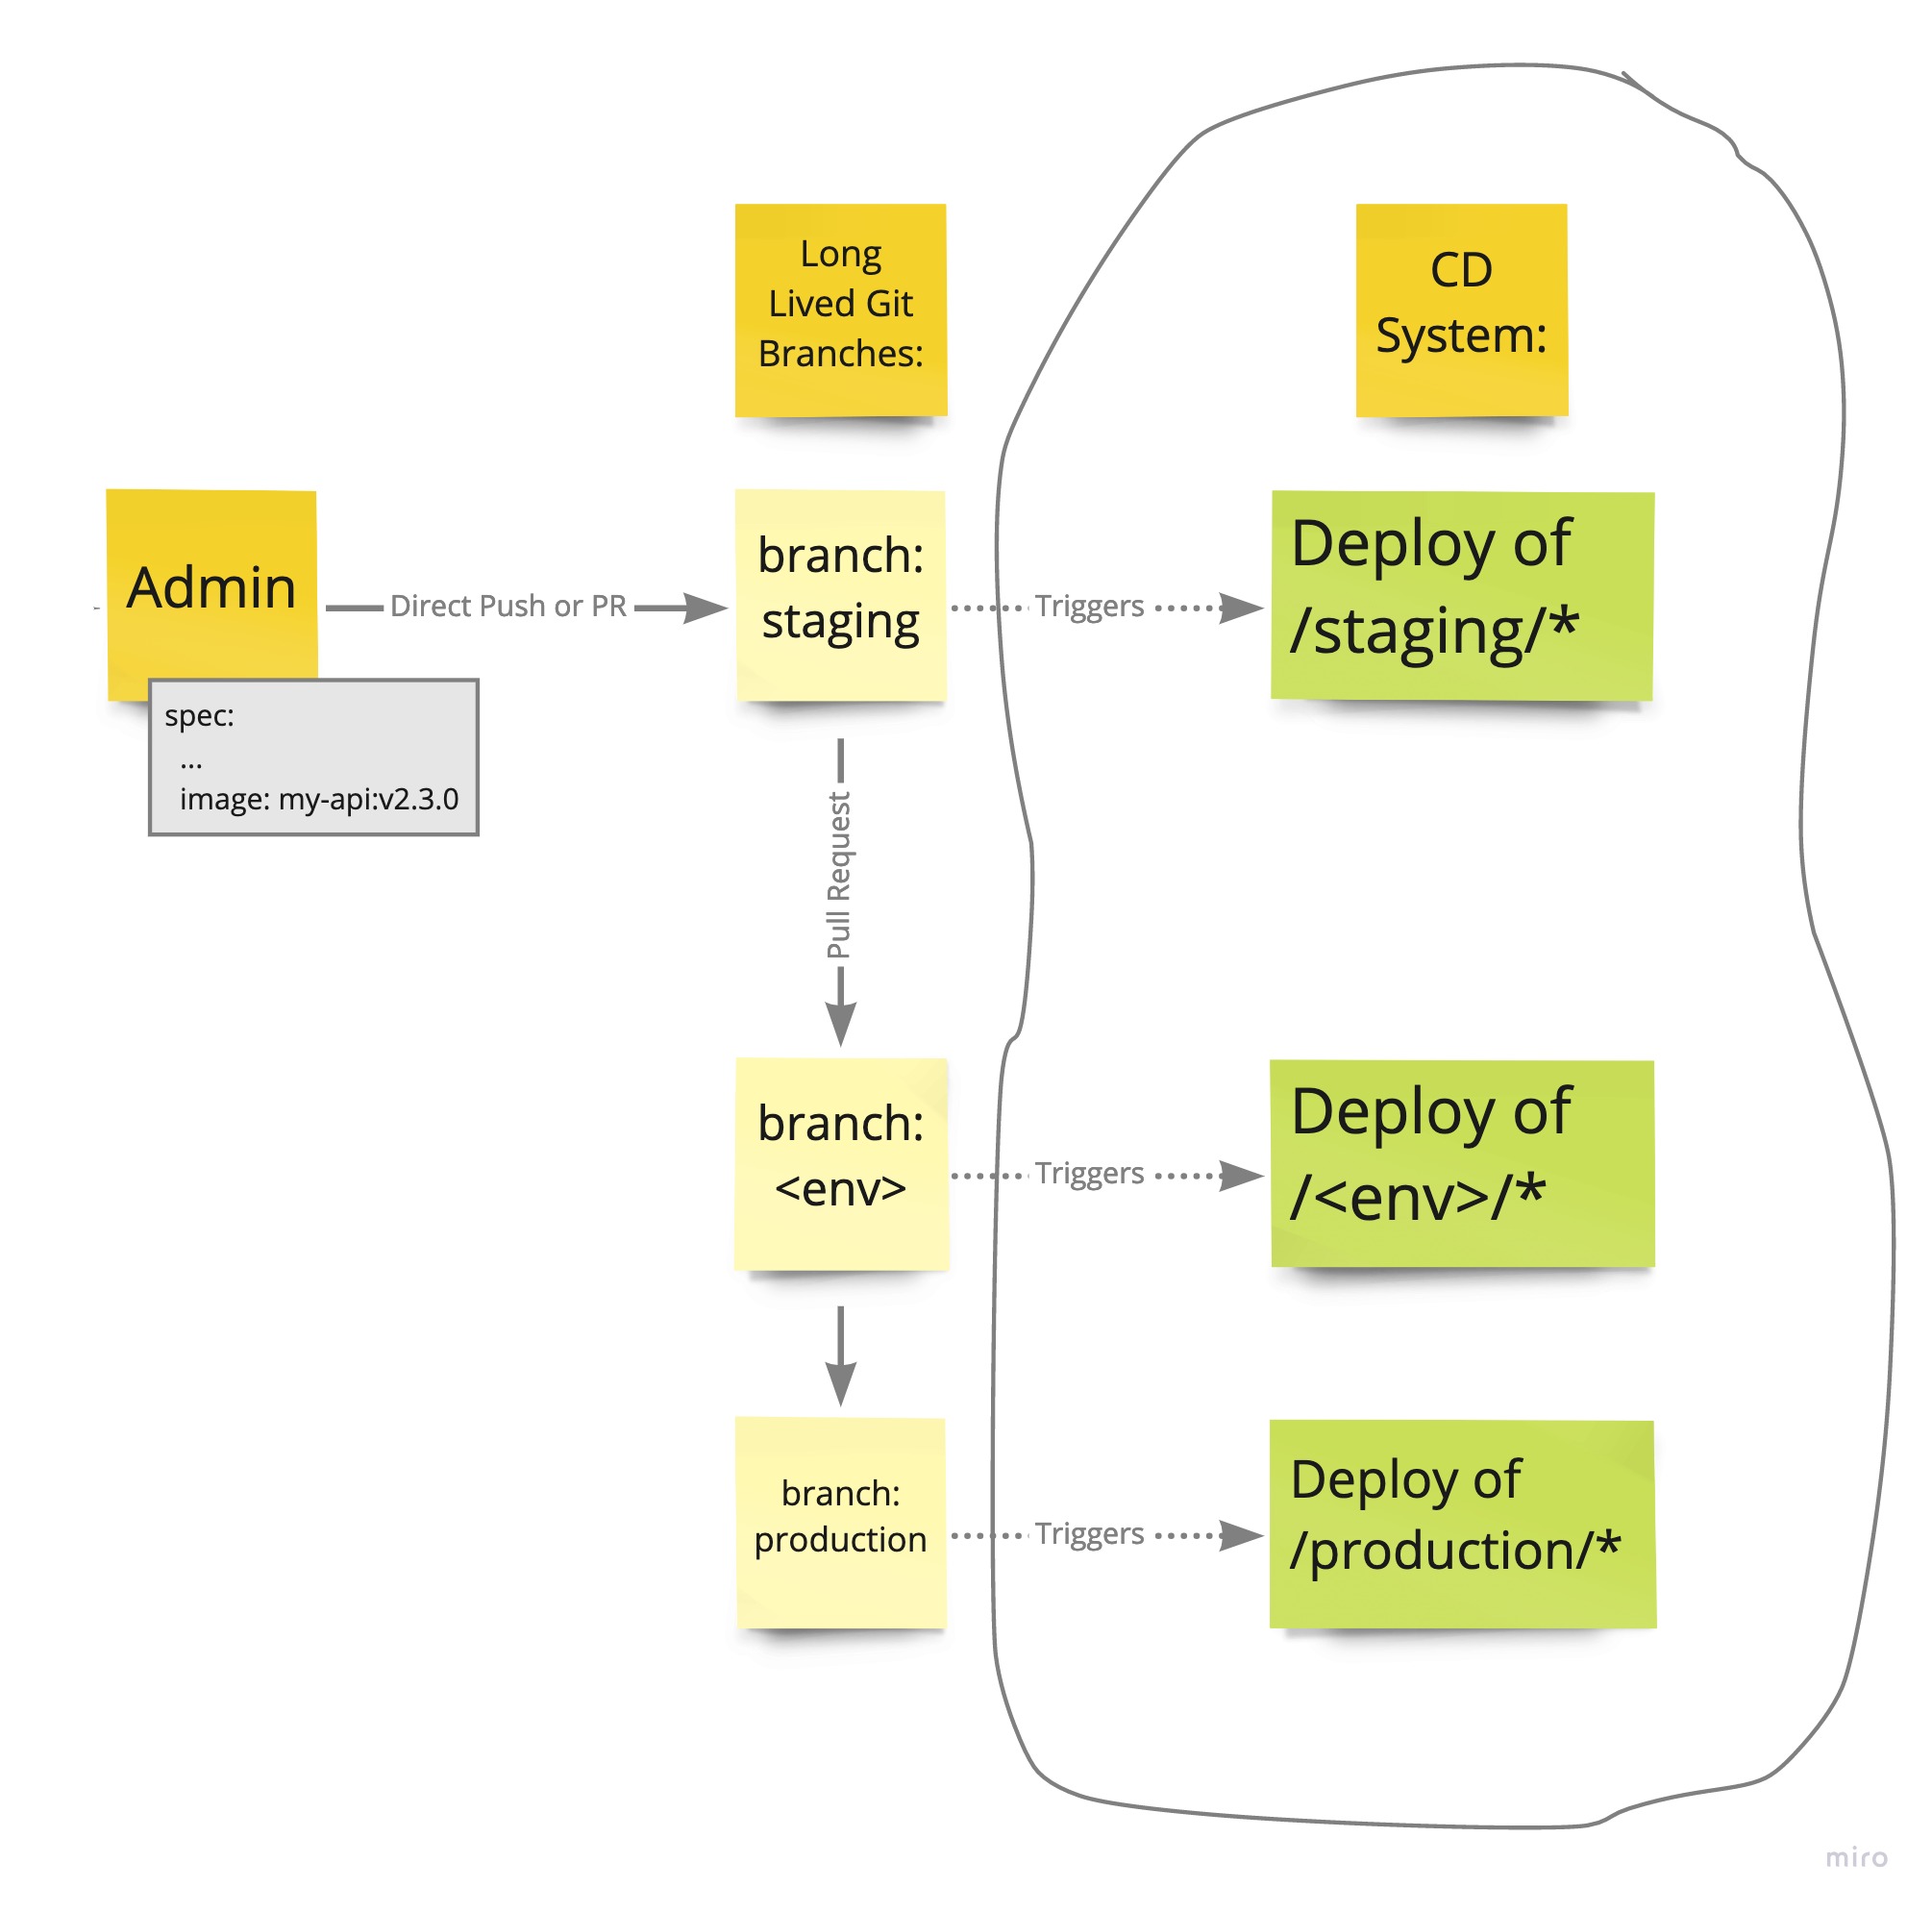 Long
Lived Git
Branches:
CD
System:
Admin
Direct Push or PR
branch:
staging
Triggers
Deploy of
/staging/*
spec:
...
image: my-api:v2.3.0
Pull Request
branch:
<env>
Triggers
Deploy of
/<env>/*
branch:
production
Triggers
Deploy of
/production/*
miro